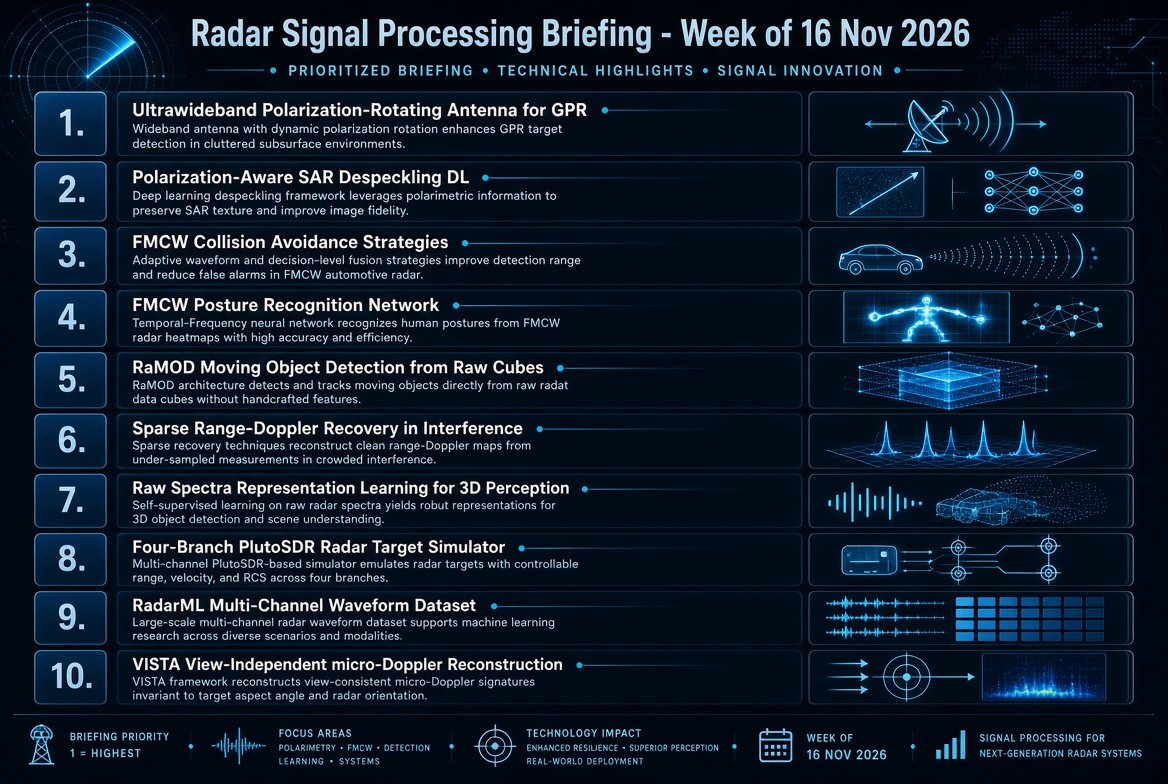 Radar Signal Processing Briefing - Week of 16 Nov 2026
PRIORITIZED BRIEFING • TECHNICAL HIGHLIGHTS • SIGNAL INNOVATION
1.
Ultrawideband Polarization-Rotating Antenna for GPR
Wideband antenna with dynamic polarization rotation enhances GPR target
detection in cluttered subsurface environments.
2.
Polarization-Aware SAR Despeckling DL
Deep learning despeckling framework leverages polarimetric information to
preserve SAR texture and improve image fidelity.
3.
FMCW Collision Avoidance Strategies
Adaptive waveform and decision-level fusion strategies improve detection range
and reduce false alarms in FMCW automotive radar.
4.
FMCW Posture Recognition Network
Temporal-Frequency neural network recognizes human postures from FMCW
radar heatmaps with high accuracy and efficiency.
5.
RaMOD Moving Object Detection from Raw Cubes
RaMOD architecture detects and tracks moving objects directly from raw radat
data cubes without handcrafted features.
6.
Sparse Range-Doppler Recovery in Interference
Sparse recovery techniques reconstruct clean range-Doppler maps from
under-sampled measurements in crowded interference.
7.
Raw Spectra Representation Learning for 3D Perception
Self-supervised learning on raw radar spectra yields robut representations for
3D object detection and scene understanding.
8.
Four-Branch PlutoSDR Radar Target Simulator
Multi-channel PlutoSDR-based simulator emulates radar targets with controllable
range, velocity, and RCS across four branches.
9.
RadarML Multi-Channel Waveform Dataset
Large-scale multi-channel radar waveform dataset supports machine learning
research across diverse scenarios and modalities.
10.
VISTA View-Independent micro-Doppler Reconstruction
VISTA framework reconstructs view-consistent micro-Doppler signatures
invariant to target aspect angle and radar orientation.
BRIEFING PRIORITY
1 = HIGHEST
FOCUS AREAS
POLARIMETRY • FMCW • DETECTION
LEARNING • SYSTEMS
TECHNOLOGY IMPACT
ENHANCED RESILIENCE • SUPERIOR PERCEPTION
REAL-WORLD DEPLOYMENT
WEEK OF
16 NOV 2026
SIGNAL PROCESSING FOR
NEXT-GENERATION RADAR SYSTEMS